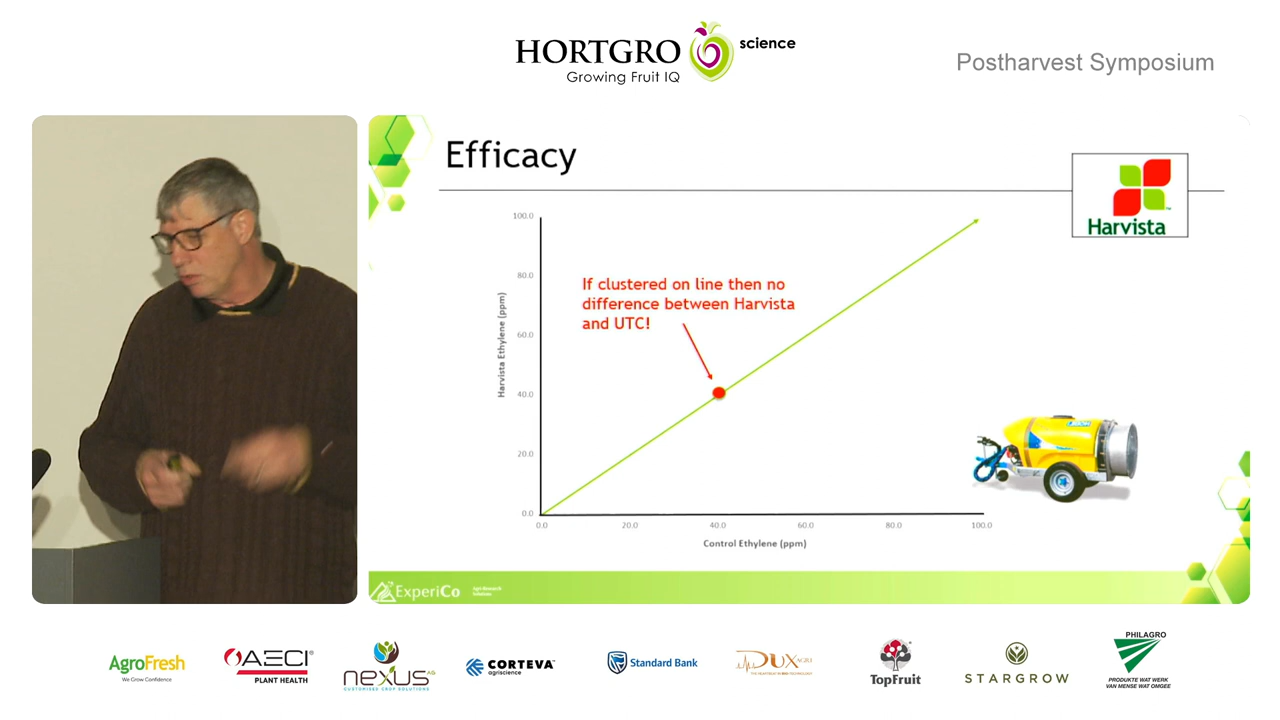 HORTGRO science
Growing Fruit IQ
Postharvest Symposium
Efficacy
Harvista
100.0
80.0
60.0
40.0
20.0
0.0
Harvista Ethylene (ppm)
If clustered on line then no
difference between Harvista
and UTC!
0.0 20.0 40.0 60.0 80.0 100.0
Control Ethylene (ppm)
ExperiCo
Agri-Research
Solutions
AgroFresh
We Grow Confidence
AECI
PLANT HEALTH
nexus AG
CUSTOMISED CROP SOLUTIONS
CORTEVA
agriscience
Standard Bank
DUX AGRI
TopFruit
STARGROW
PHILAGRO
PRODUKTE WAT WERK
VAN MENSE WAT OMGEE